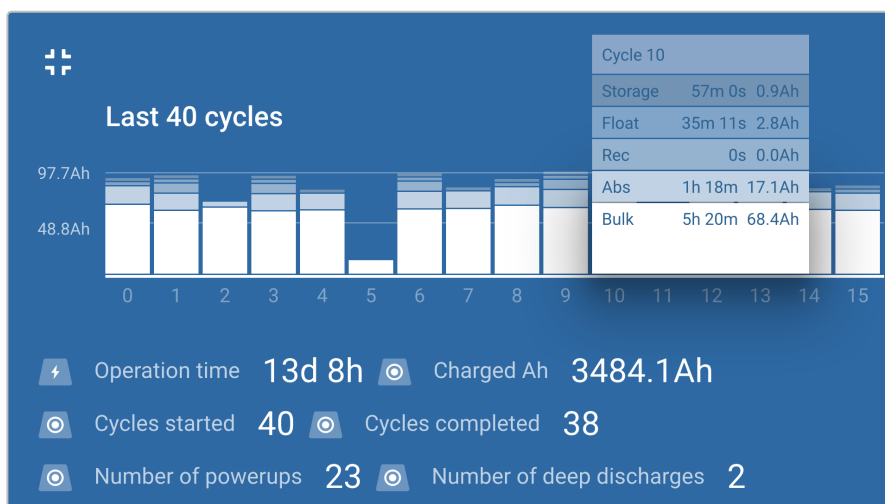 Cycle 10
Last 40 cycles
Storage 57m 0s 0.9Ah
Float 35m 11s 2.8Ah
Rec 0s 0.0Ah
Abs 1h 18m 17.1Ah
Bulk 5h 20m 68.4Ah
97.7Ah
48.8Ah
0 1 2 3 4 5 6 7 8 9 10 11 12 13 14 15
Operation time 13d 8h Charged Ah 3484.1Ah
Cycles started 40 Cycles completed 38
Number of powerups 23 Number of deep discharges 2